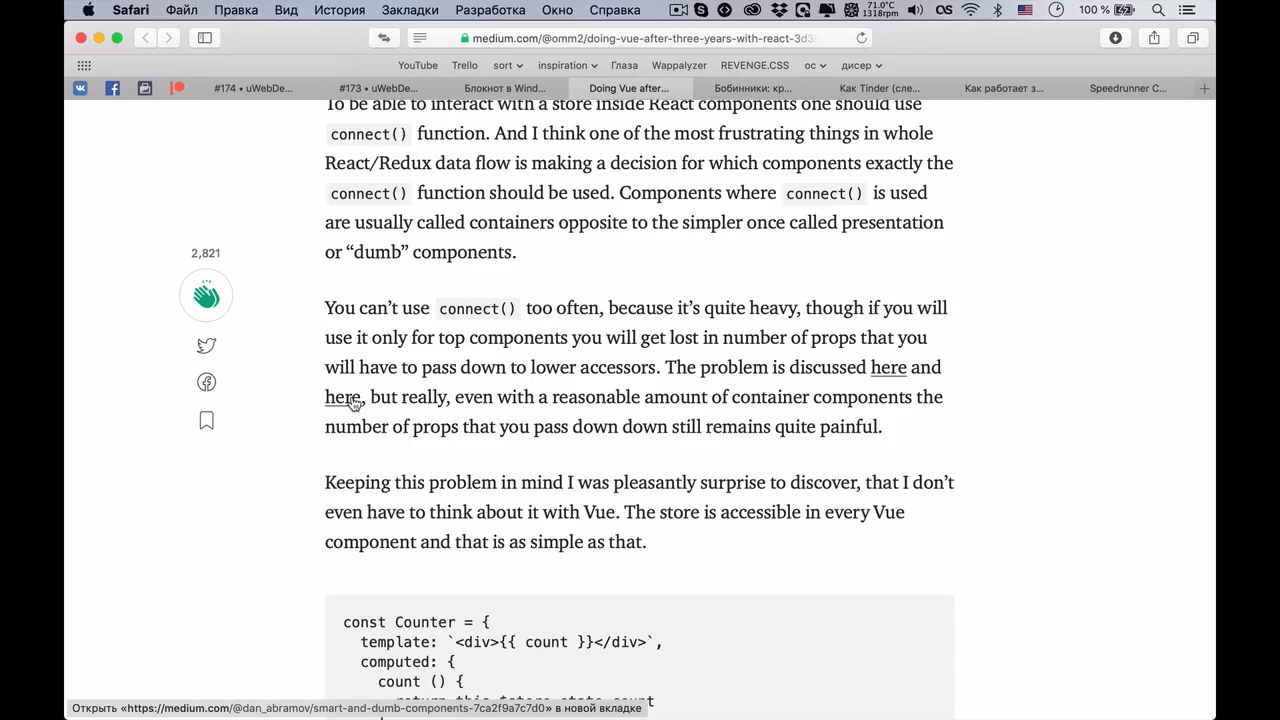 Safari Файл Правка Вид История Закладки Разработка Окно Справка 71.0°C 1318rpm 100 %
medium.com/@omm2/doing-vue-after-three-years-with-react-3d3
YouTube Trello sort inspiration Глаза Wappalyzer REVENGE.CSS ос дисер
#174 • uWebDe... #173 • uWebDe... Блокнот в Wind... Doing Vue after... Бобинники: кр... Как Tinder (сле... Как работает з... Speedrunner C...
To be able to interact with a store inside React components one should use
connect() function. And I think one of the most frustrating things in whole
React/Redux data flow is making a decision for which components exactly the
connect() function should be used. Components where connect() is used
are usually called containers opposite to the simpler once called presentation
or “dumb” components.
2,821
You can’t use connect() too often, because it’s quite heavy, though if you will
use it only for top components you will get lost in number of props that you
will have to pass down to lower accessors. The problem is discussed here and
here, but really, even with a reasonable amount of container components the
number of props that you pass down down still remains quite painful.
Keeping this problem in mind I was pleasantly surprise to discover, that I don’t
even have to think about it with Vue. The store is accessible in every Vue
component and that is as simple as that.
const Counter = {
template: `<div>{{ count }}</div>`,
computed: {
count () {
return this.$store.state.count
Открыть «https://medium.com/@dan_abramov/smart-and-dumb-components-7ca2f9a7c7d0» в новой вкладке